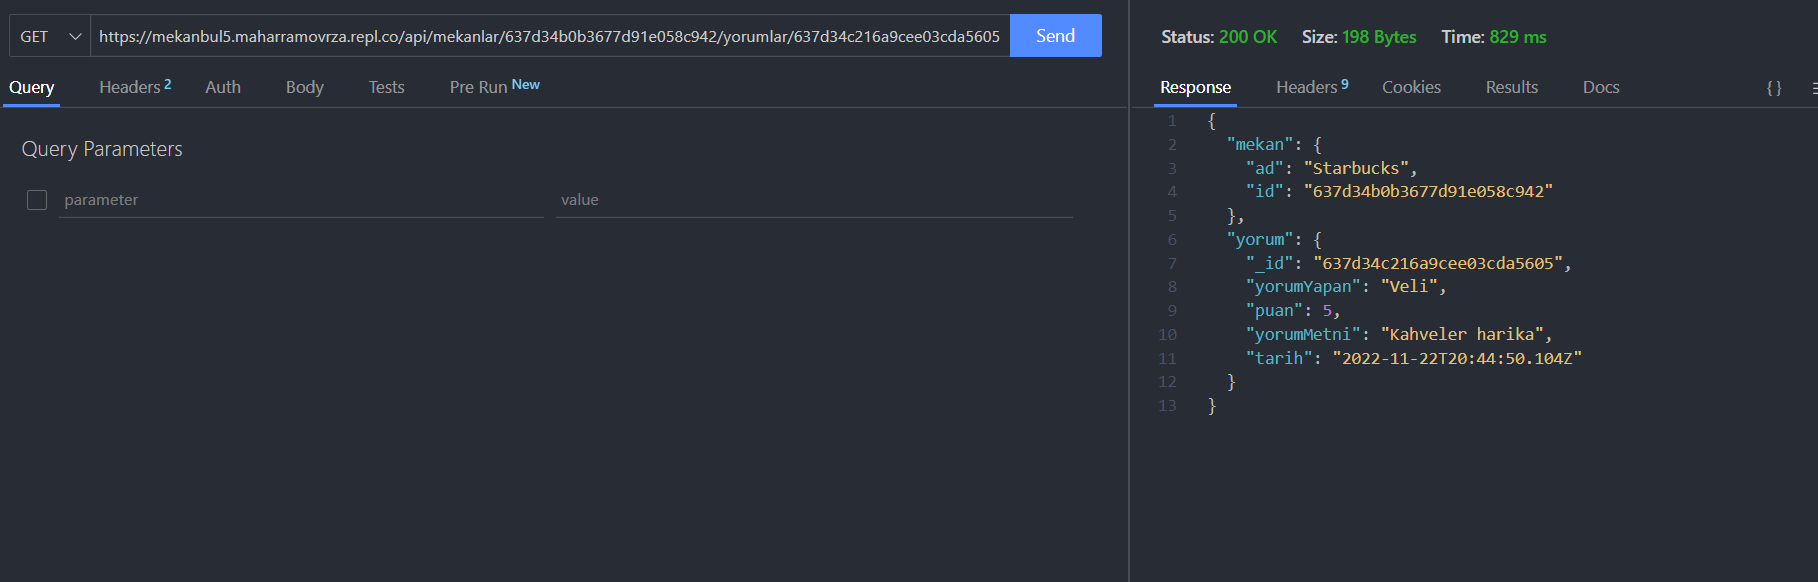 GET https://mekanbul5.maharramovrza.repl.co/api/mekanlar/637d34b0b3677d91e058c942/yorumlar/637d34c216a9cee03cda5605 Send
Query Headers 2 Auth Body Tests Pre Run New
Query Parameters
parameter value
Status: 200 OK Size: 198 Bytes Time: 829 ms
Response Headers 9 Cookies Results Docs { }
1 {
2 "mekan": {
3 "ad": "Starbucks",
4 "id": "637d34b0b3677d91e058c942"
5 },
6 "yorum": {
7 "_id": "637d34c216a9cee03cda5605",
8 "yorumYapan": "Veli",
9 "puan": 5,
10 "yorumMetni": "Kahveler harika",
11 "tarih": "2022-11-22T20:44:50.104Z"
12 }
13 }